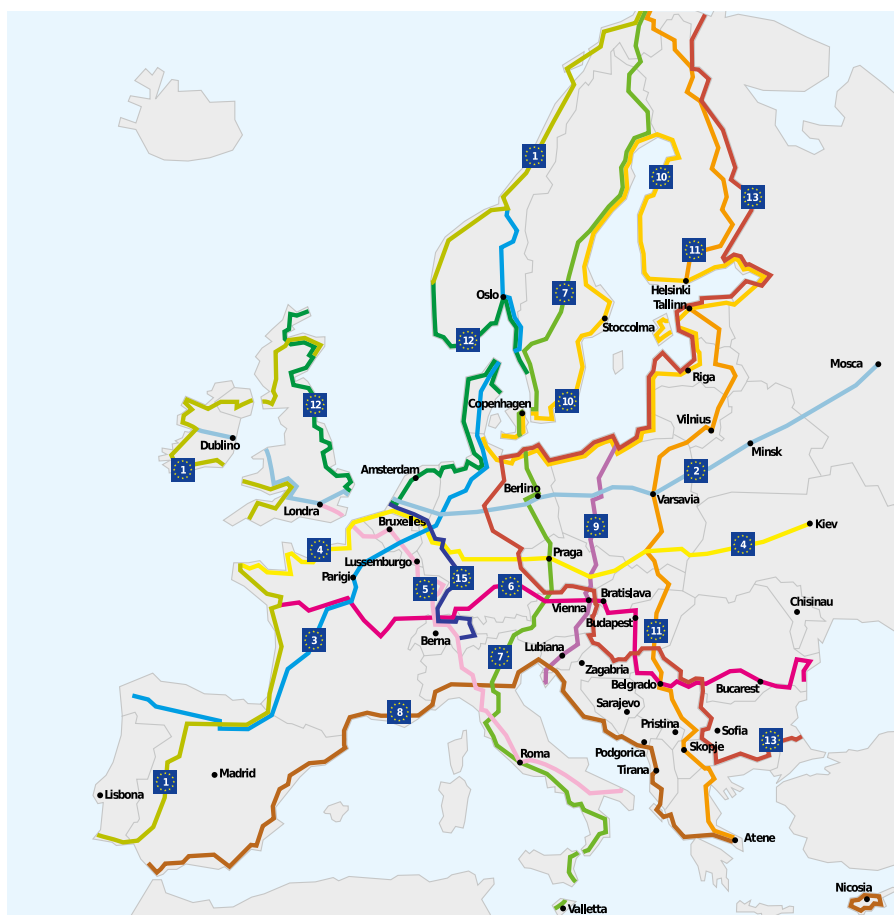 1
10
13
11
Oslo
7
Helsinki
Tallinn
12
Stoccolma
Mosca
Riga
12
10
Copenhagen
Vilnius
Dublino
Minsk
1
Amsterdam
2
Berlino
Varsavia
Londra
Bruxelles
9
Kiev
4
4
Praga
Lussemburgo
Parigi
15
5
6
Bratislava
Vienna
Chisinau
Budapest
11
3
Berna
Lubiana
7
Zagabria
Belgrado
Bucarest
Sarajevo
8
Pristina
Sofia
13
Podgorica
Skopje
Roma
Tirana
Madrid
1
Lisbona
Atene
Nicosia
Valletta